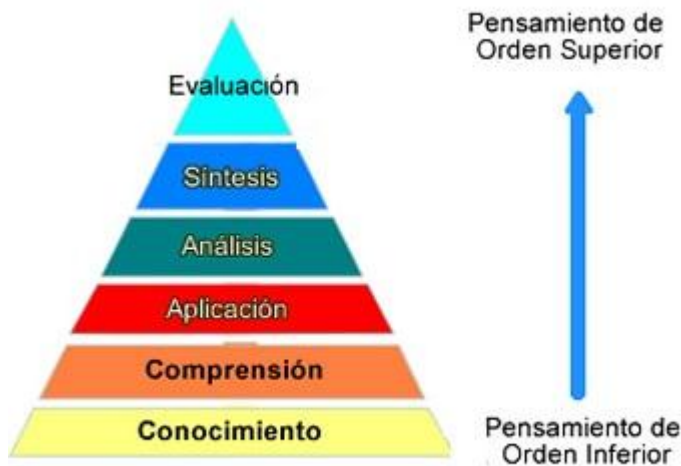 Pensamiento de
Orden Superior
Evaluación
Síntesis
Análisis
Aplicación
Comprensión
Conocimiento
Pensamiento de
Orden Inferior